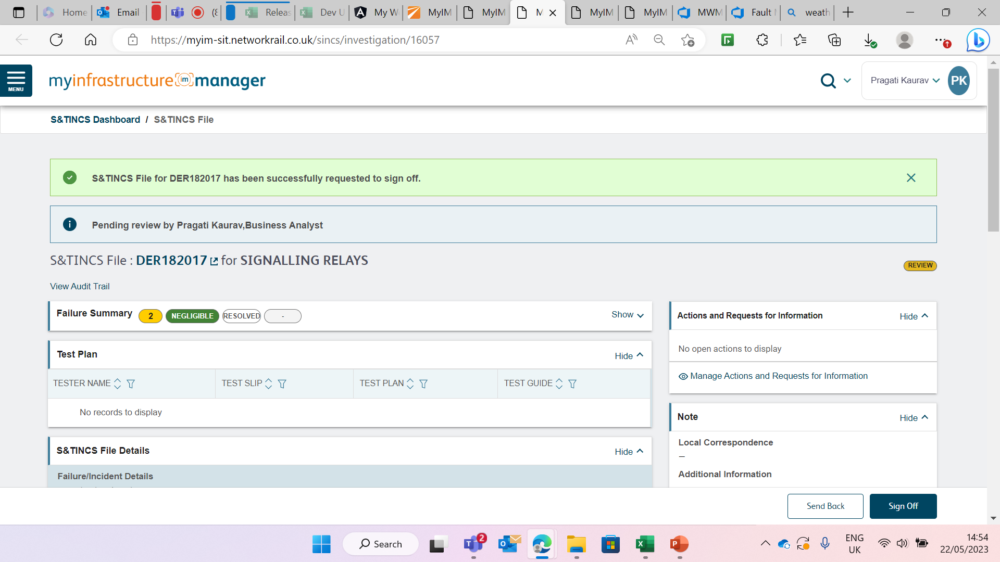 Home
Email
(8
Releas
Dev U
My W
MyIM
MyIM
M
MyIM
MyIM
MWM
Fault
weath
https://myim-sit.networkrail.co.uk/sincs/investigation/16057
MENU
myinfrastructure im manager
Pragati Kaurav
PK
S&TINCS Dashboard / S&TINCS File
S&TINCS File for DER182017 has been successfully requested to sign off.
Pending review by Pragati Kaurav,Business Analyst
S&TINCS File : DER182017 for SIGNALLING RELAYS
REVIEW
View Audit Trail
Failure Summary 2 NEGLIGIBLE RESOLVED - Show
Test Plan Hide
TESTER NAME TEST SLIP TEST PLAN TEST GUIDE
No records to display
S&TINCS File Details Hide
Failure/Incident Details
Actions and Requests for Information Hide
No open actions to display
Manage Actions and Requests for Information
Note Hide
Local Correspondence
–
Additional Information
Send Back
Sign Off
Search
2
ENG
UK
14:54
22/05/2023